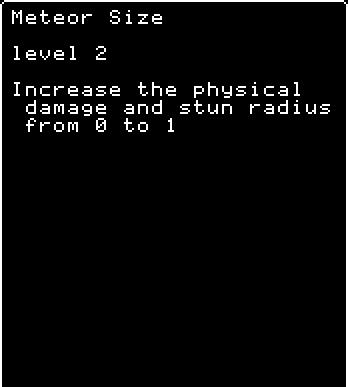 Meteor Size
level 2
Increase the physical
damage and stun radius
from 0 to 1